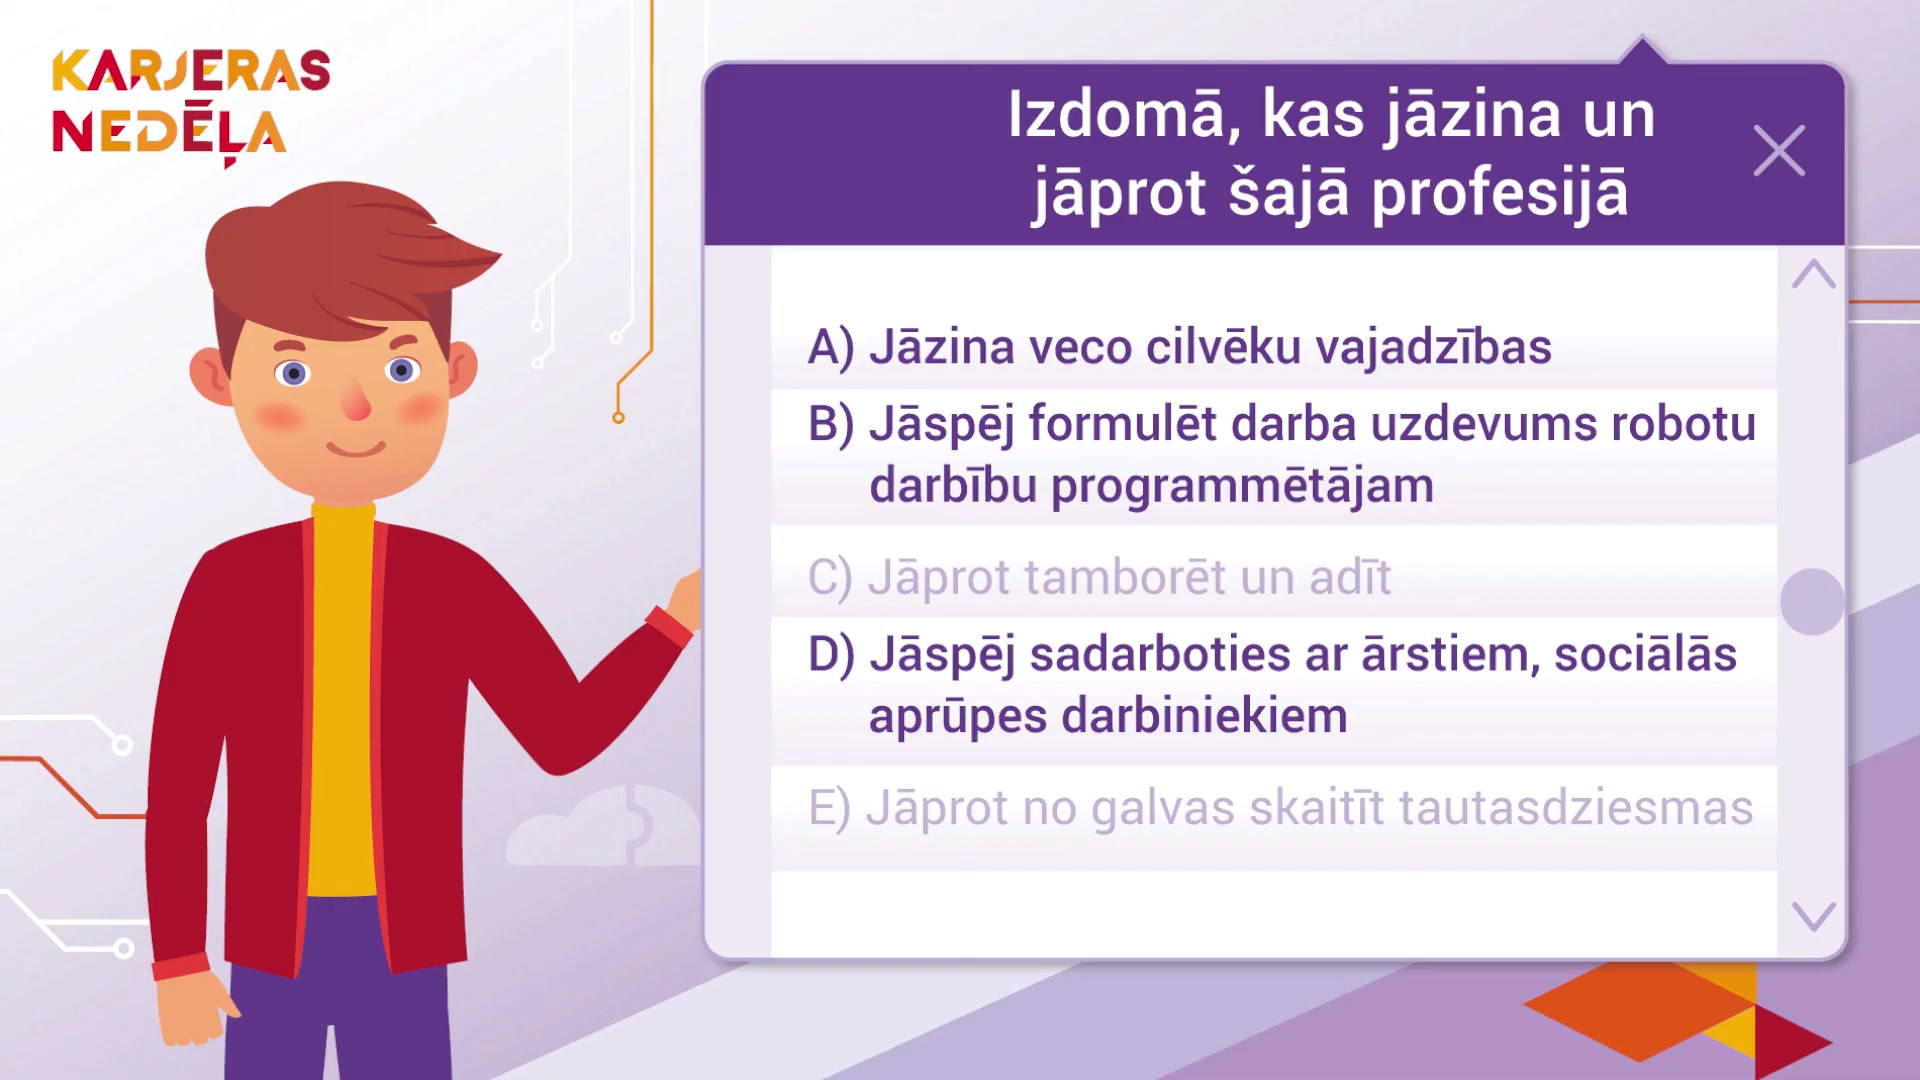 KARJERAS
NEDĒĻA
Izdomā, kas jāzina un
jāprot šajā profesijā
A) Jāzina veco cilvēku vajadzības
B) Jāspēj formulēt darba uzdevums robotu
darbību programmētājam
C) Jāprot tamborēt un adīt
D) Jāspēj sadarboties ar ārstiem, sociālās
aprūpes darbiniekiem
E) Jāprot no galvas skaitīt tautasdziesmas